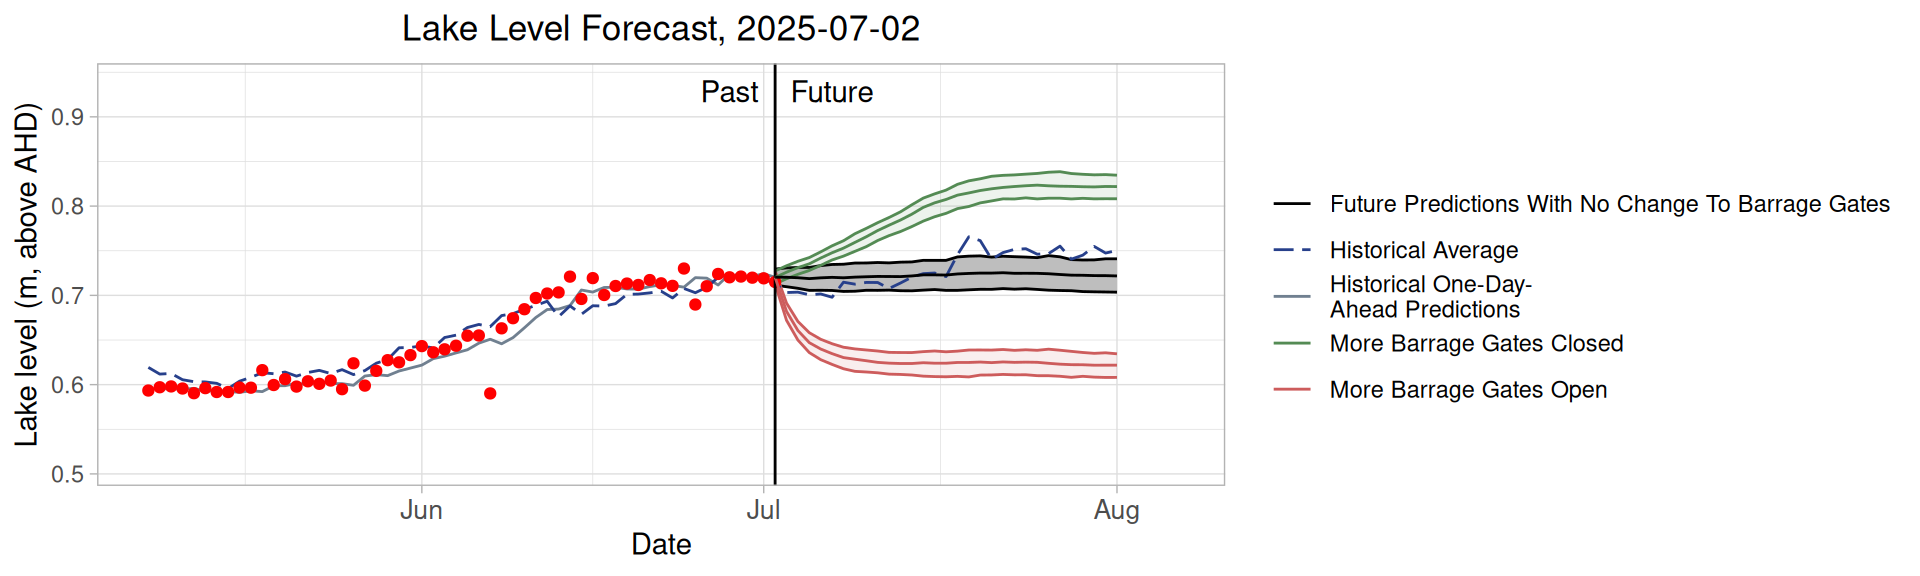 Lake Level Forecast, 2025-07-02
Past
Future
Lake level (m, above AHD)
0.9
0.8
0.7
0.6
0.5
Jun
Jul
Aug
Date
Future Predictions With No Change To Barrage Gates
Historical Average
Historical One-Day-
Ahead Predictions
More Barrage Gates Closed
More Barrage Gates Open